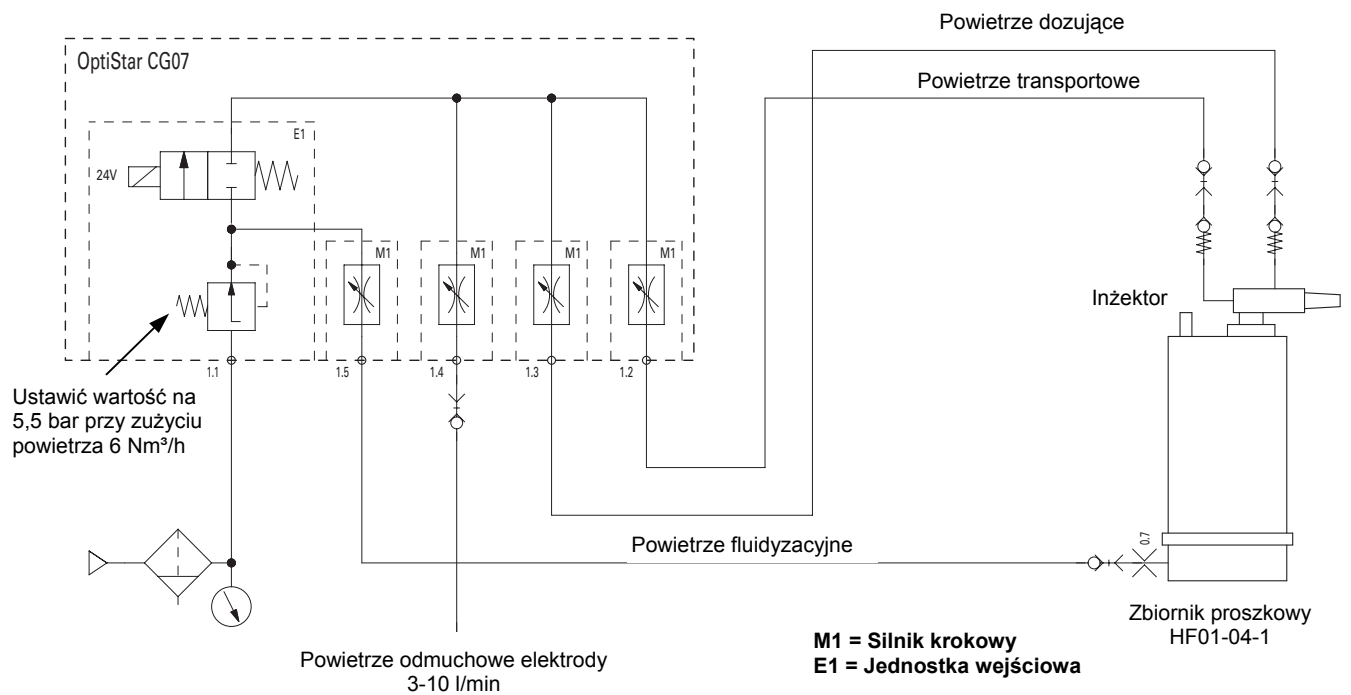 Powietrze dozujące
OptiStar CG07
Powietrze transportowe
E1
24V
M1
M1
M1
M1
Inżektor
1.1
1.5
1.4
1.3
1.2
Ustawić wartość na
5,5 bar przy zużyciu
powietrza 6 Nm³/h
0.7
Powietrze fluidyzacyjne
Zbiornik proszkowy
HF01-04-1
M1 = Silnik krokowy
E1 = Jednostka wejściowa
Powietrze odmuchowe elektrody
3-10 l/min